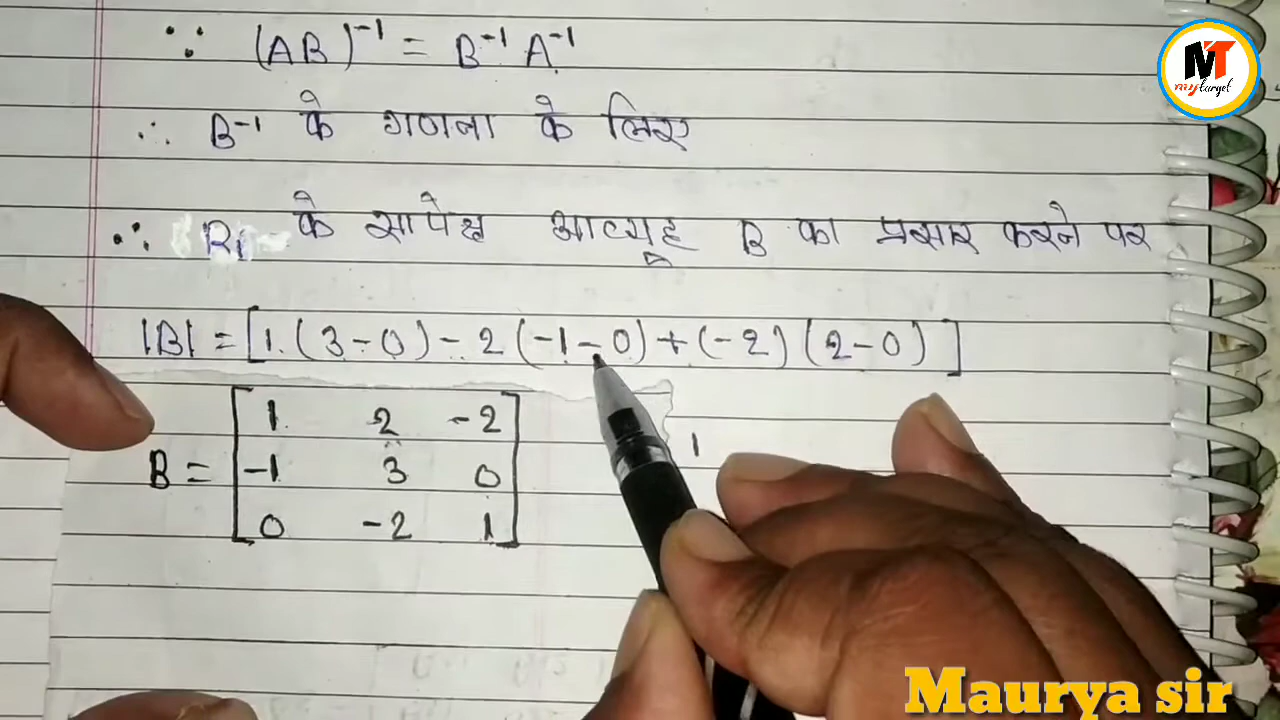 ∵ (AB)⁻¹ = B⁻¹ A⁻¹
MT
my target
∴ B⁻¹ के गणना के लिए
∴ R₁ के सापेक्ष आव्यूह B का प्रसार करने पर
|B| = [1.(3-0) - 2(-1-0) + (-2)(2-0)]
B = [1. 2 -2
-1 3 0
0 -2 1]
1
Maurya sir